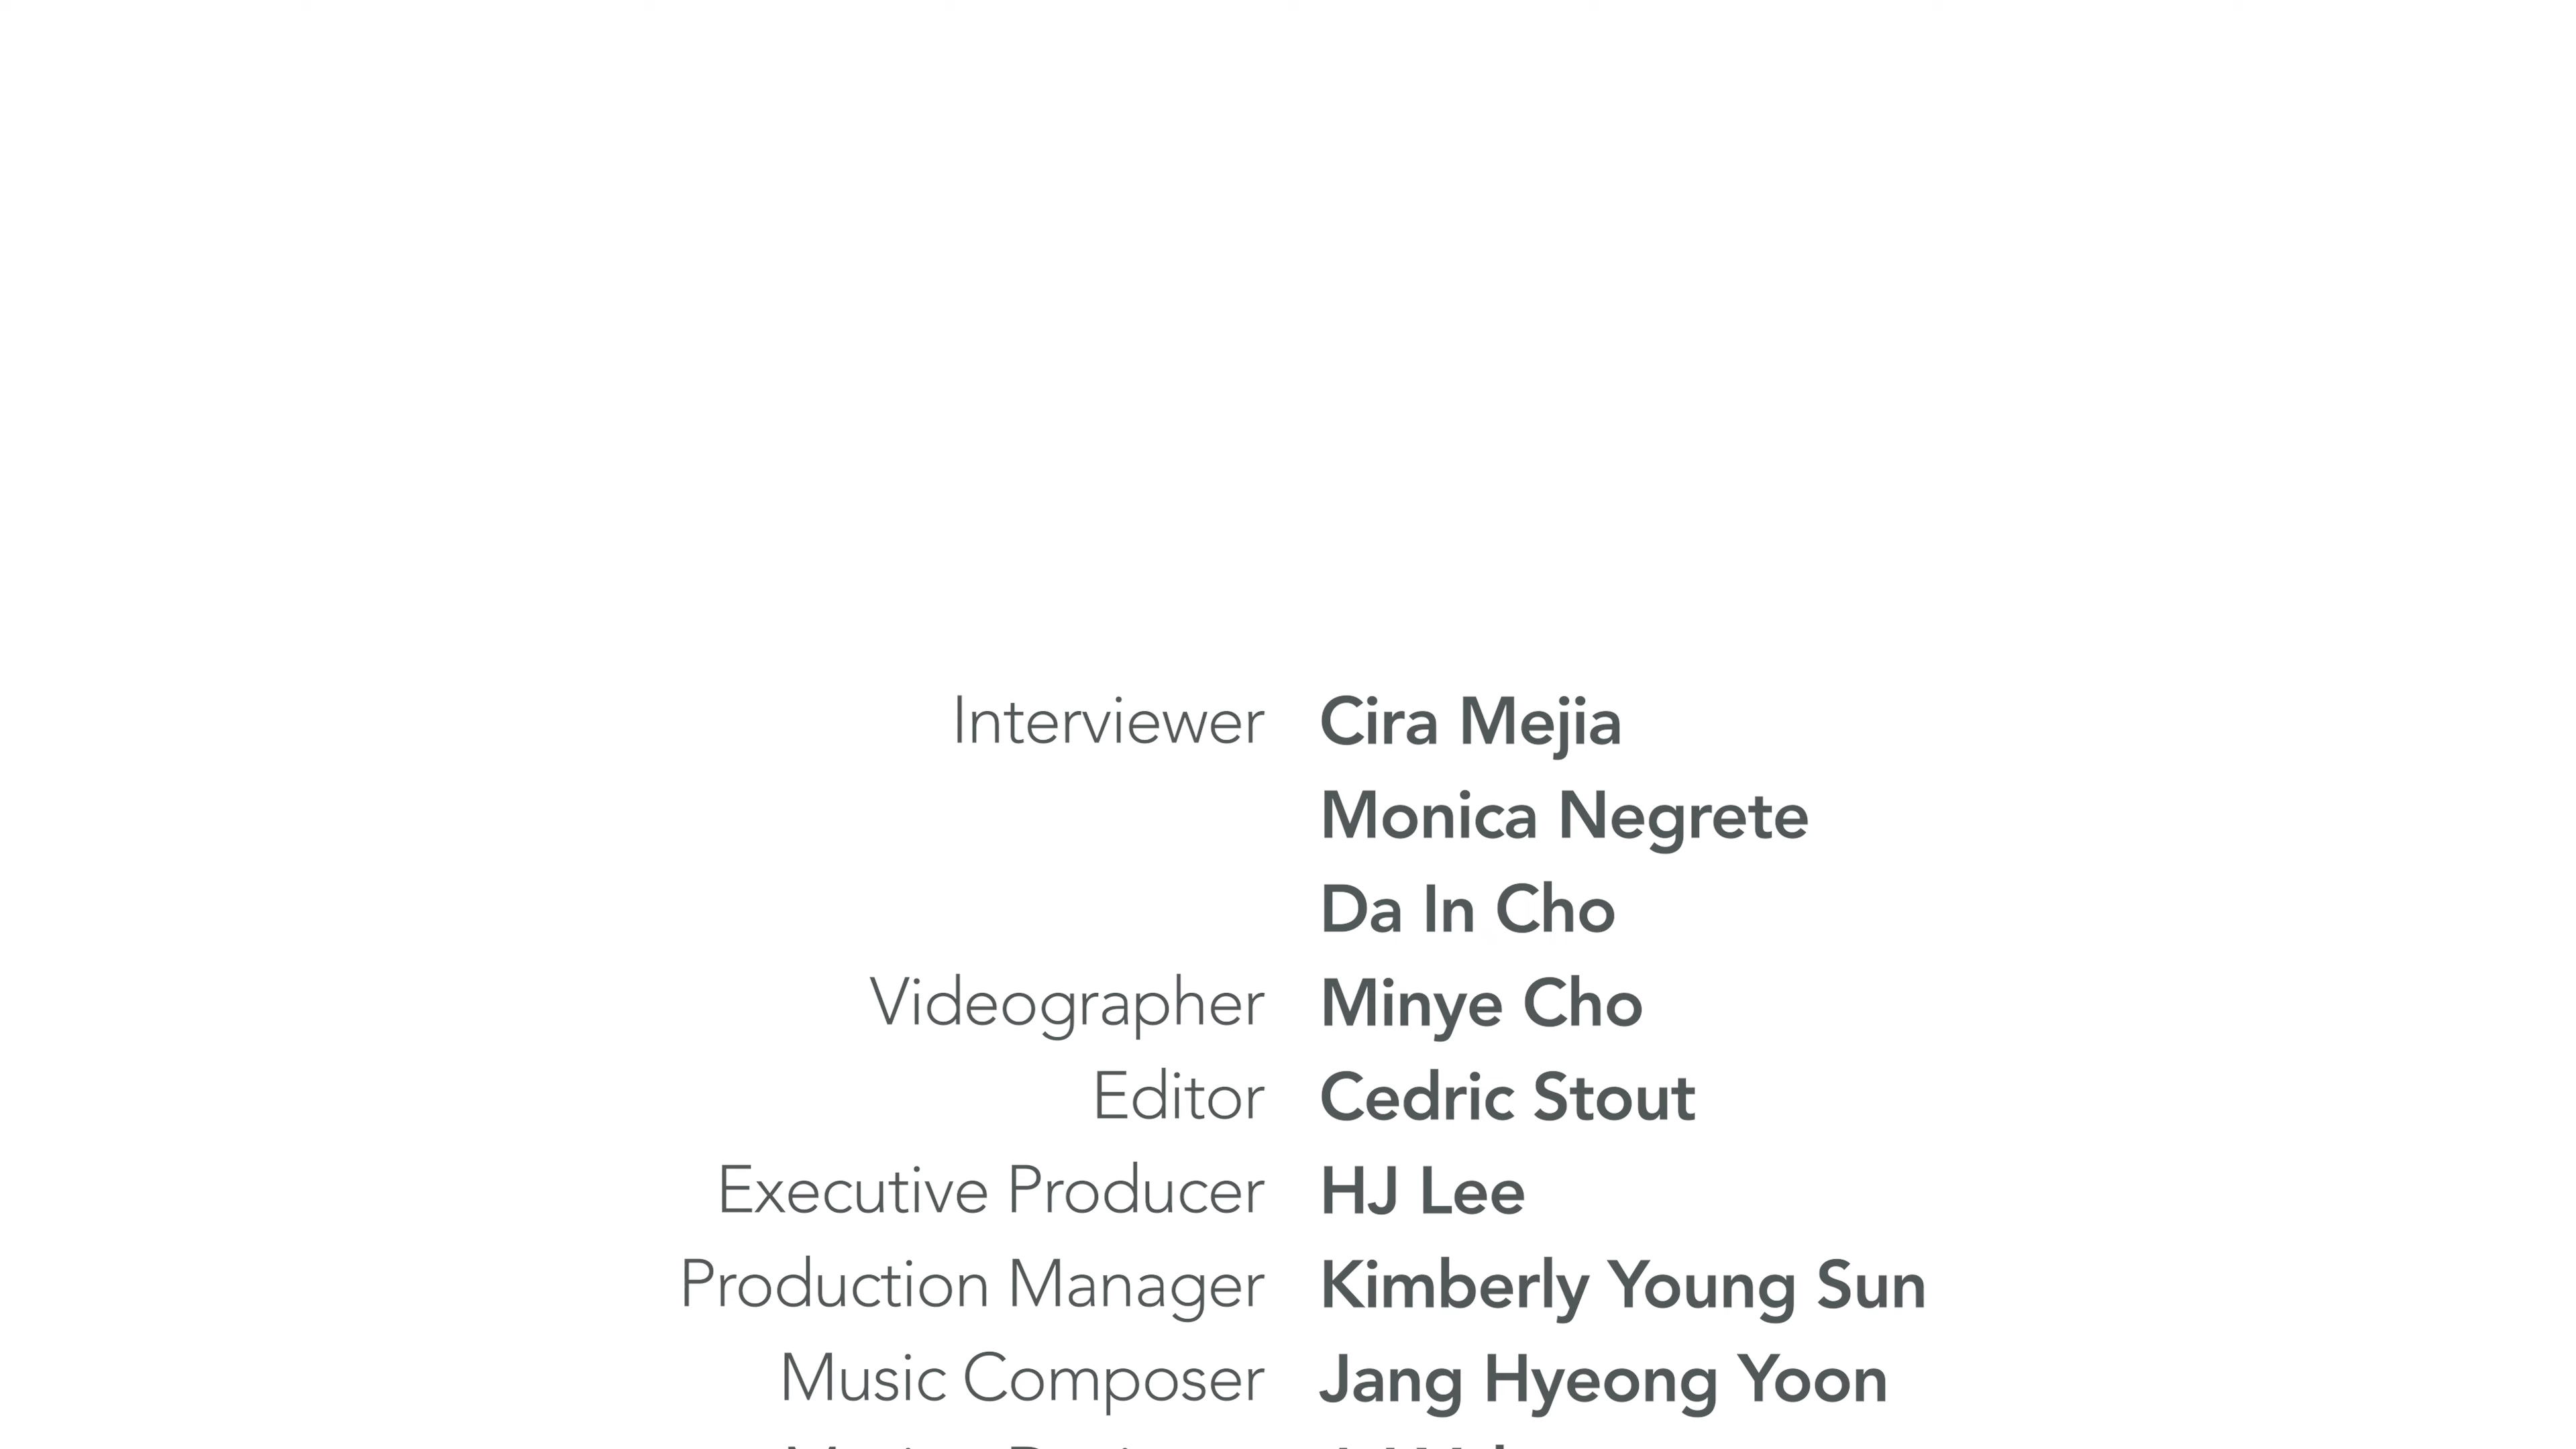 Interviewer Cira Mejia
Monica Negrete
Da In Cho
Videographer Minye Cho
Editor Cedric Stout
Executive Producer HJ Lee
Production Manager Kimberly Young Sun
Music Composer Jang Hyeong Yoon